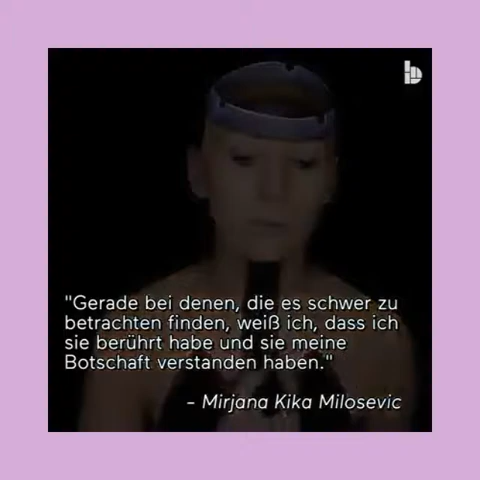 "Gerade bei denen, die es schwer zu
betrachten finden, weiß ich, dass ich
sie berührt habe und sie meine
Botschaft verstanden haben."
- Mirjana Kika Milosevic